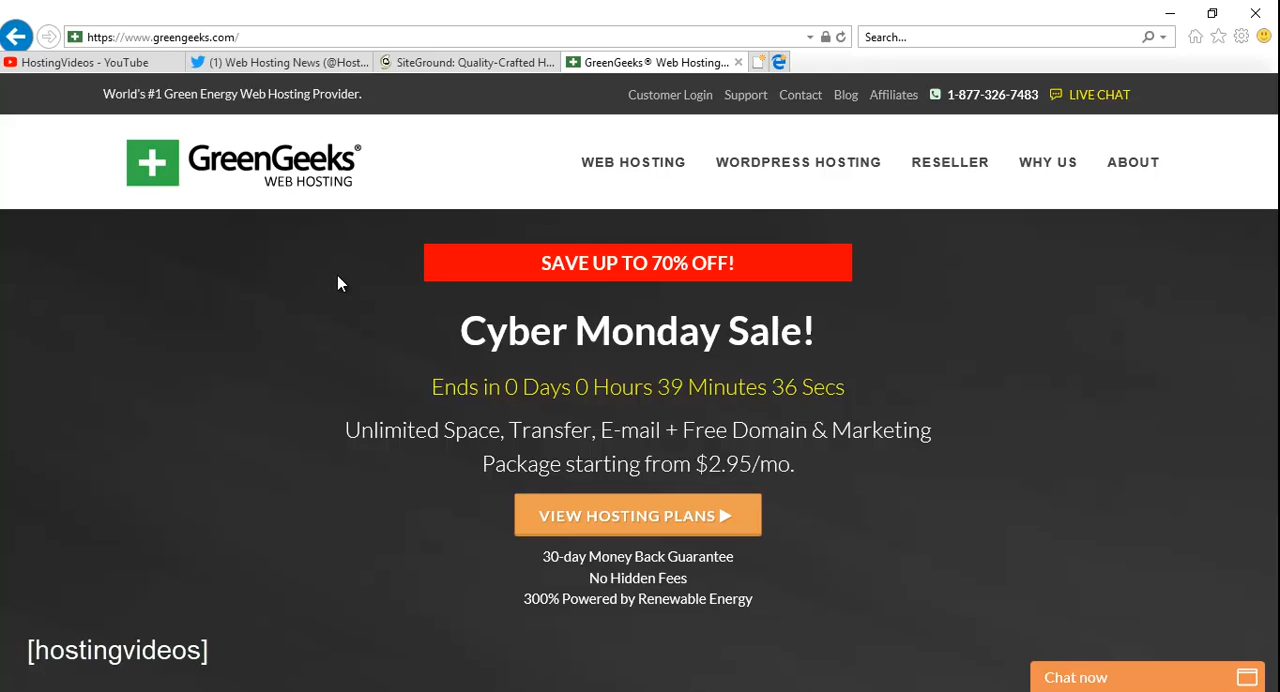 https://www.greengeeks.com/
Search...
HostingVideos - YouTube
(1) Web Hosting News (@Host...
SiteGround: Quality-Crafted H...
GreenGeeks® Web Hosting...
World's #1 Green Energy Web Hosting Provider.
Customer Login Support Contact Blog Affiliates 1-877-326-7483 LIVE CHAT
GreenGeeks®
WEB HOSTING
WEB HOSTING WORDPRESS HOSTING RESELLER WHY US ABOUT
SAVE UP TO 70% OFF!
Cyber Monday Sale!
Ends in 0 Days 0 Hours 39 Minutes 36 Secs
Unlimited Space, Transfer, E-mail + Free Domain & Marketing
Package starting from $2.95/mo.
VIEW HOSTING PLANS
30-day Money Back Guarantee
No Hidden Fees
300% Powered by Renewable Energy
[hostingvideos]
Chat now